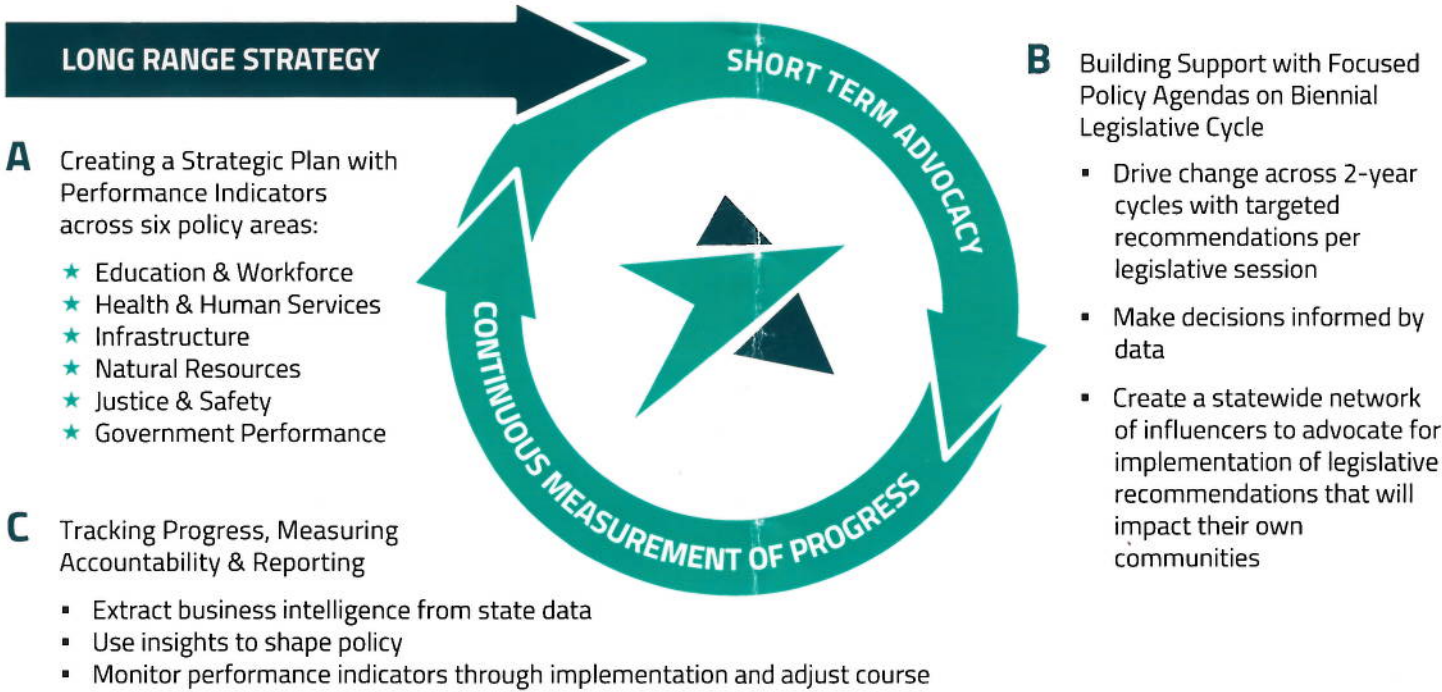 LONG RANGE STRATEGY
SHORT TERM ADVOCACY
CONTINUOUS MEASUREMENT OF PROGRESS
A Creating a Strategic Plan with
Performance Indicators
across six policy areas:
★ Education & Workforce
★ Health & Human Services
★ Infrastructure
★ Natural Resources
★ Justice & Safety
★ Government Performance
B Building Support with Focused
Policy Agendas on Biennial
Legislative Cycle
▪ Drive change across 2-year
cycles with targeted
recommendations per
legislative session
▪ Make decisions informed by
data
▪ Create a statewide network
of influencers to advocate for
implementation of legislative
recommendations that will
impact their own
communities
C Tracking Progress, Measuring
Accountability & Reporting
▪ Extract business intelligence from state data
▪ Use insights to shape policy
▪ Monitor performance indicators through implementation and adjust course